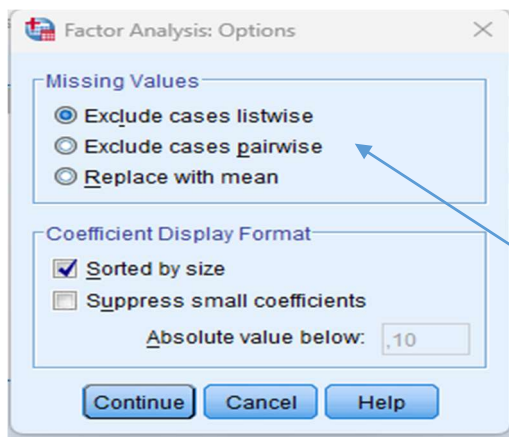 Factor Analysis: Options
Missing Values
Exclude cases listwise
Exclude cases pairwise
Replace with mean
Coefficient Display Format
Sorted by size
Suppress small coefficients
Absolute value below: ,10
Continue Cancel Help